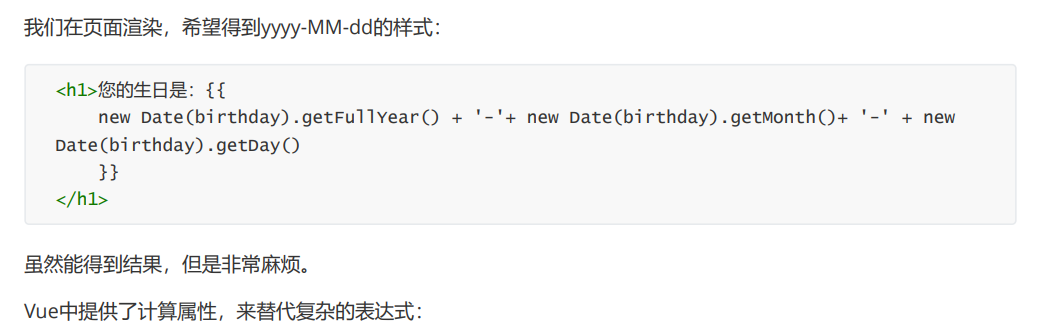 我们在页面渲染，希望得到yyyy-MM-dd的样式：
<h1>您的生日是：{{
new Date(birthday).getFullYear() + '-'+ new Date(birthday).getMonth()+ '-' + new
Date(birthday).getDay()
}}
</h1>
虽然能得到结果，但是非常麻烦。
Vue中提供了计算属性，来替代复杂的表达式：